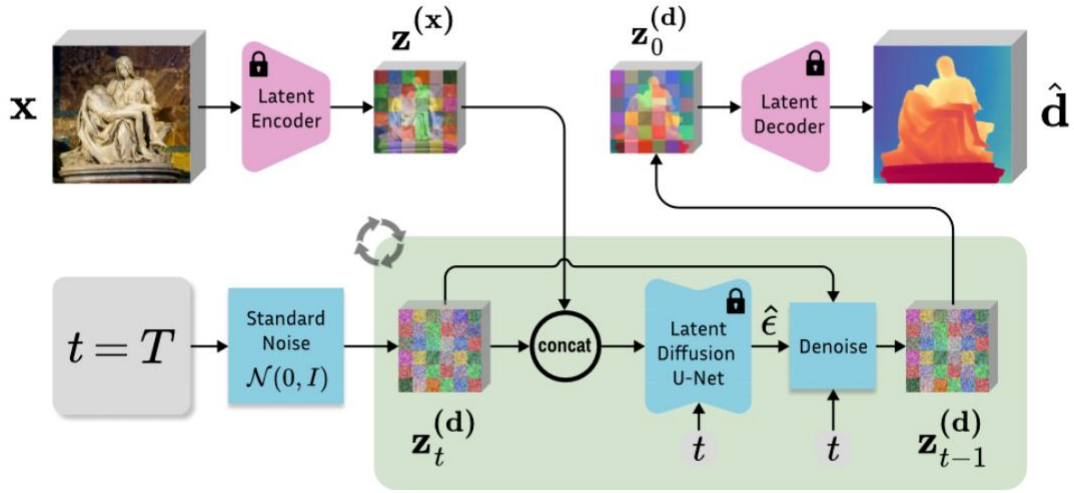 x
Latent
Encoder
z^(x)
z_0^(d)
Latent
Decoder
d̂
t = T
Standard
Noise
𝒩(0, I)
z_t^(d)
concat
Latent
Diffusion
U-Net
t
ε̂
Denoise
t
z_{t−1}^(d)